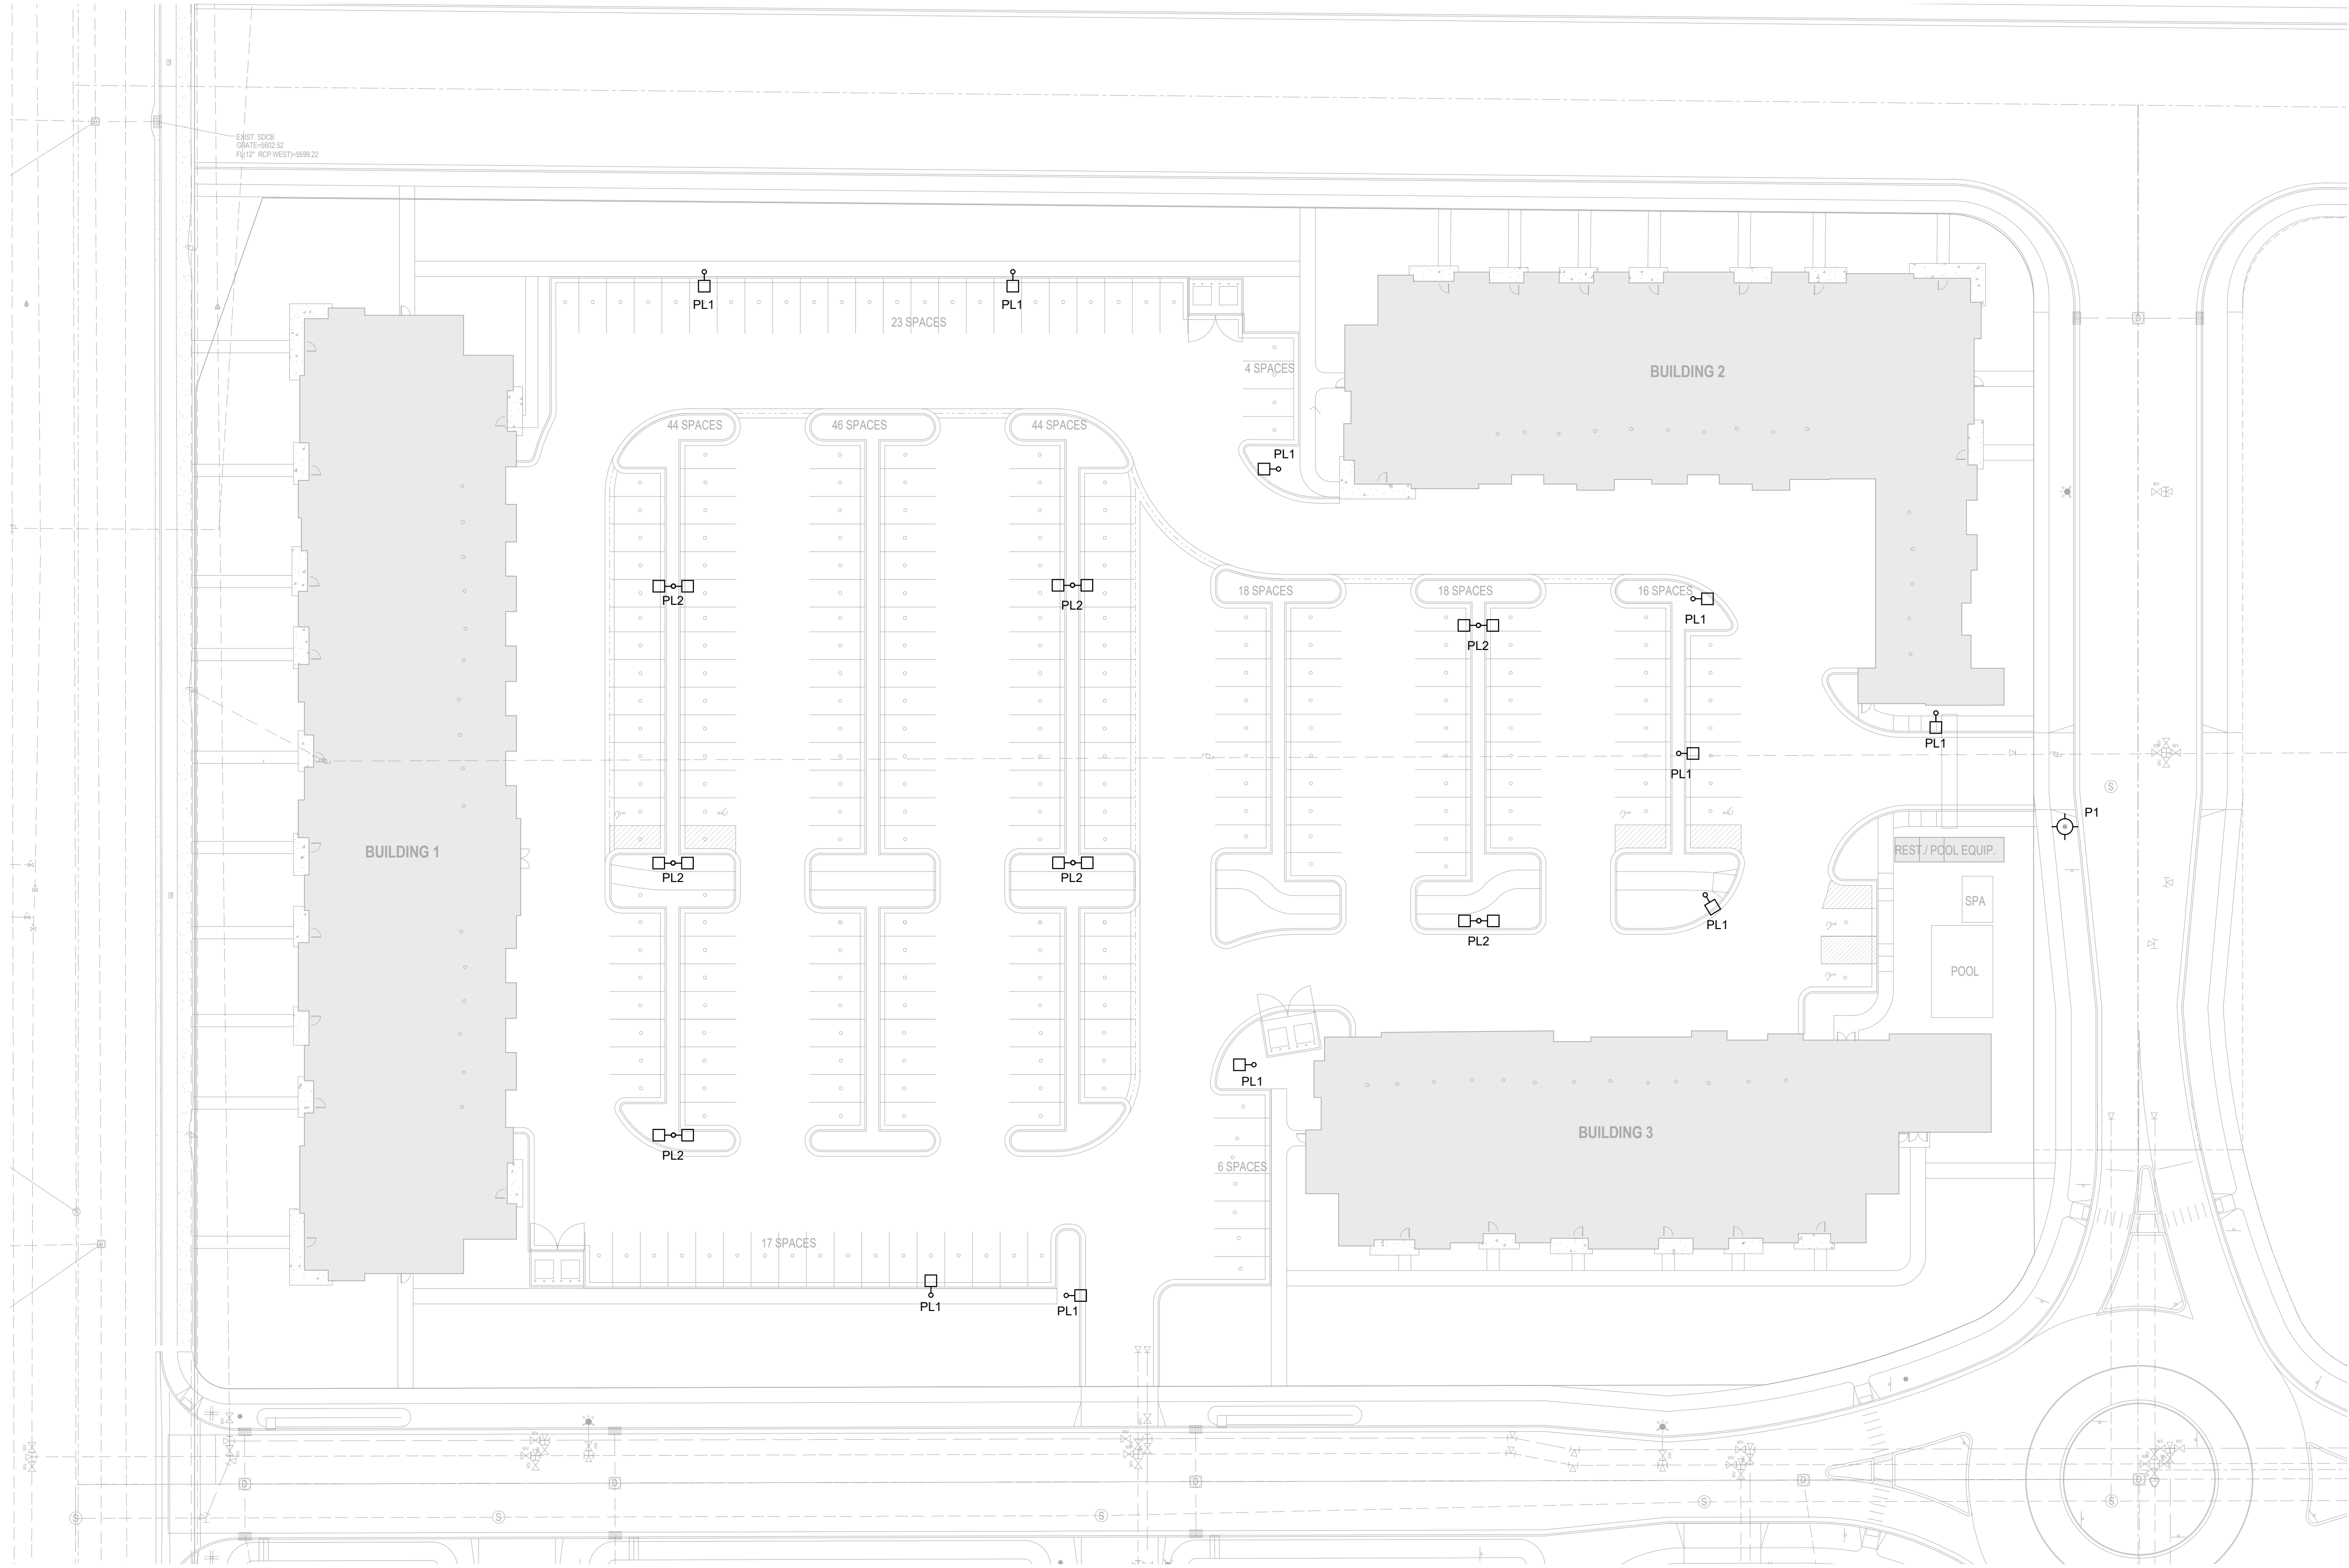 EXIST. SDCB
GRATE=5602.52
FL(12" RCP WEST)=5599.22
PL1
PL1
23 SPACES
4 SPACES
BUILDING 2
44 SPACES
46 SPACES
44 SPACES
PL1
18 SPACES
18 SPACES
16 SPACES
PL2
PL2
PL1
PL2
PL1
PL1
P1
BUILDING 1
REST./ POOL EQUIP.
PL2
PL2
SPA
PL1
PL2
POOL
PL1
BUILDING 3
PL2
6 SPACES
17 SPACES
PL1
PL1
D
S
D
D
D
D
D
S
S
S
S
S